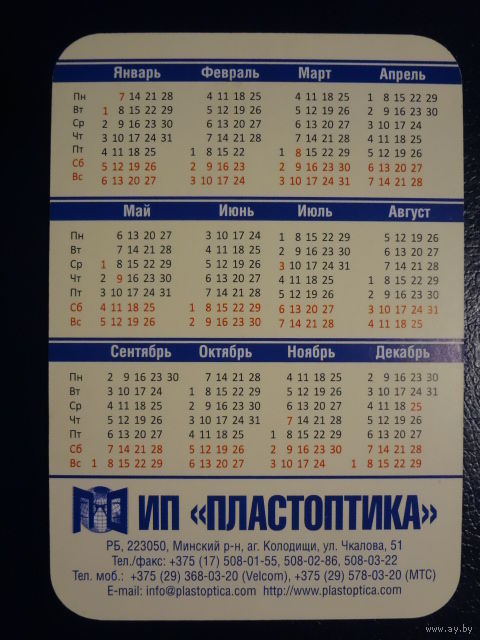 Январь Февраль Март Апрель
Пн 7 14 21 28 4 11 18 25 4 11 18 25 1 8 15 22 29
Вт 1 8 15 22 29 5 12 19 26 5 12 19 26 2 9 16 23 30
Ср 2 9 16 23 30 6 13 20 27 6 13 20 27 3 10 17 24
Чт 3 10 17 24 31 7 14 21 28 7 14 21 28 4 11 18 25
Пт 4 11 18 25 1 8 15 22 1 8 15 22 29 5 12 19 26
Сб 5 12 19 26 2 9 16 23 2 9 16 23 30 6 13 20 27
Вс 6 13 20 27 3 10 17 24 3 10 17 24 31 7 14 21 28
Май Июнь Июль Август
Пн 6 13 20 27 3 10 17 24 1 8 15 22 29 5 12 19 26
Вт 7 14 21 28 4 11 18 25 2 9 16 23 30 6 13 20 27
Ср 1 8 15 22 29 5 12 19 26 3 10 17 24 31 7 14 21 28
Чт 2 9 16 23 30 6 13 20 27 4 11 18 25 1 8 15 22 29
Пт 3 10 17 24 31 7 14 21 28 5 12 19 26 2 9 16 23 30
Сб 4 11 18 25 1 8 15 22 29 6 13 20 27 3 10 17 24 31
Вс 5 12 19 26 2 9 16 23 30 7 14 21 28 4 11 18 25
Сентябрь Октябрь Ноябрь Декабрь
Пн 2 9 16 23 30 7 14 21 28 4 11 18 25 2 9 16 23 30
Вт 3 10 17 24 1 8 15 22 29 5 12 19 26 3 10 17 24 31
Ср 4 11 18 25 2 9 16 23 30 6 13 20 27 4 11 18 25
Чт 5 12 19 26 3 10 17 24 31 7 14 21 28 5 12 19 26
Пт 6 13 20 27 4 11 18 25 1 8 15 22 29 6 13 20 27
Сб 7 14 21 28 5 12 19 26 2 9 16 23 30 7 14 21 28
Вс 1 8 15 22 29 6 13 20 27 3 10 17 24 1 8 15 22 29
ИП «ПЛАСТОПТИКА»
РБ, 223050, Минский р-н, аг. Колодищи, ул. Чкалова, 51
Тел./факс: +375 (17) 508-01-55, 508-02-86, 508-03-22
Тел. моб.: +375 (29) 368-03-20 (Velcom), +375 (29) 578-03-20 (МТС)
E-mail: info@plastoptica.com http://www.plastoptica.com
www.ay.by